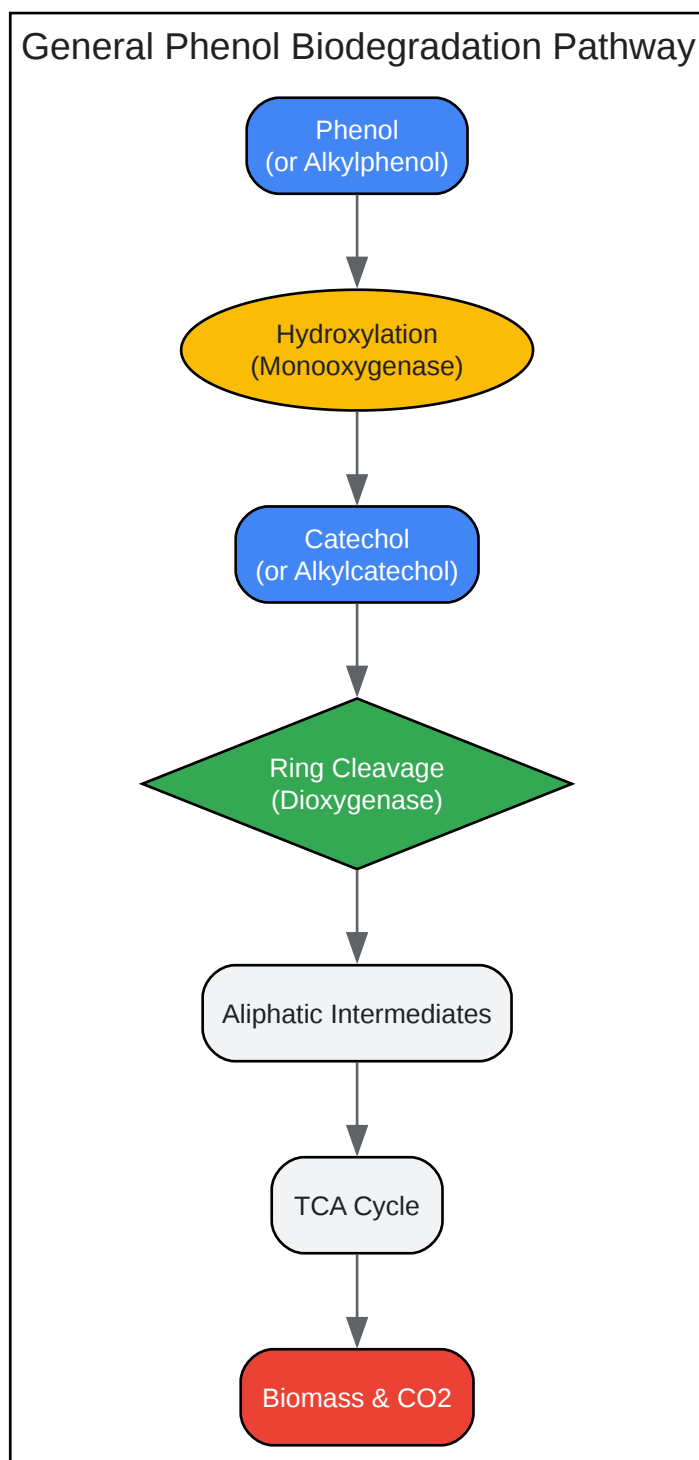 General Phenol Biodegradation Pathway
Phenol
(or Alkylphenol)
Hydroxylation
(Monooxygenase)
Catechol
(or Alkylcatechol)
Ring Cleavage
(Dioxygenase)
Aliphatic Intermediates
TCA Cycle
Biomass & CO2